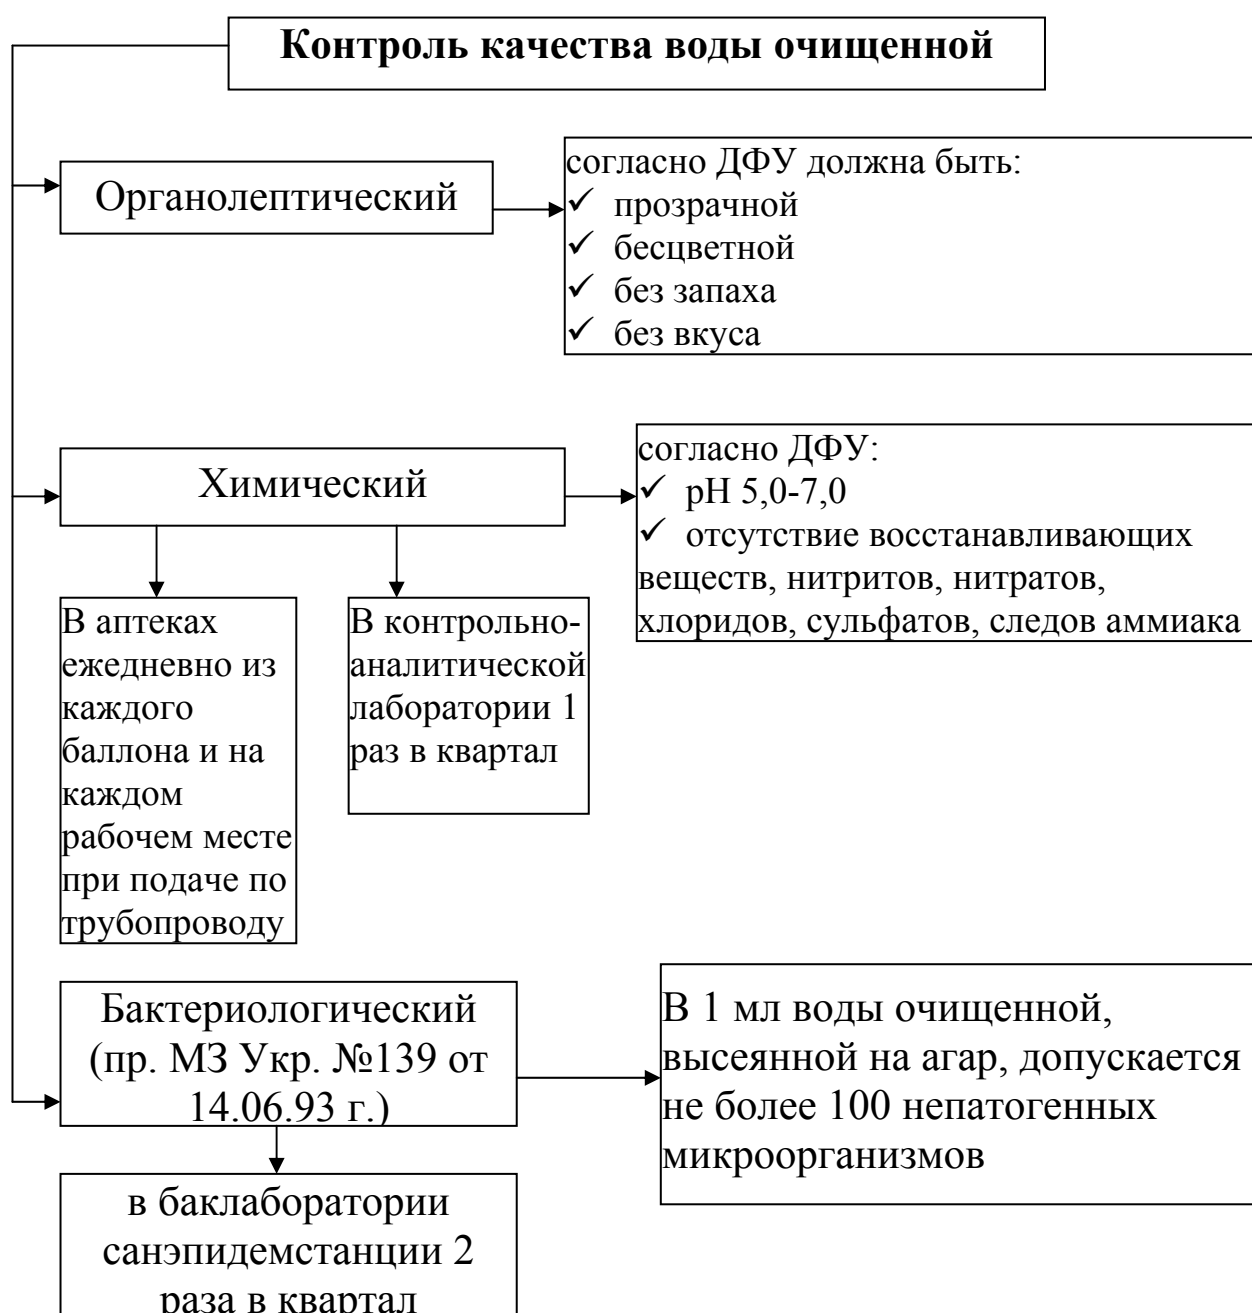 Контроль качества воды очищенной
Органолептический
согласно ДФУ должна быть:
✓ прозрачной
✓ бесцветной
✓ без запаха
✓ без вкуса
Химический
согласно ДФУ:
✓ рН 5,0-7,0
✓ отсутствие восстанавливающих
веществ, нитритов, нитратов,
хлоридов, сульфатов, следов аммиака
В аптеках
ежедневно из
каждого
баллона и на
каждом
рабочем месте
при подаче по
трубопроводу
В контрольно-
аналитической
лаборатории 1
раз в квартал
Бактериологический
(пр. МЗ Укр. №139 от
14.06.93 г.)
В 1 мл воды очищенной,
высеянной на агар, допускается
не более 100 непатогенных
микроорганизмов
в баклаборатории
санэпидемстанции 2
раза в квартал